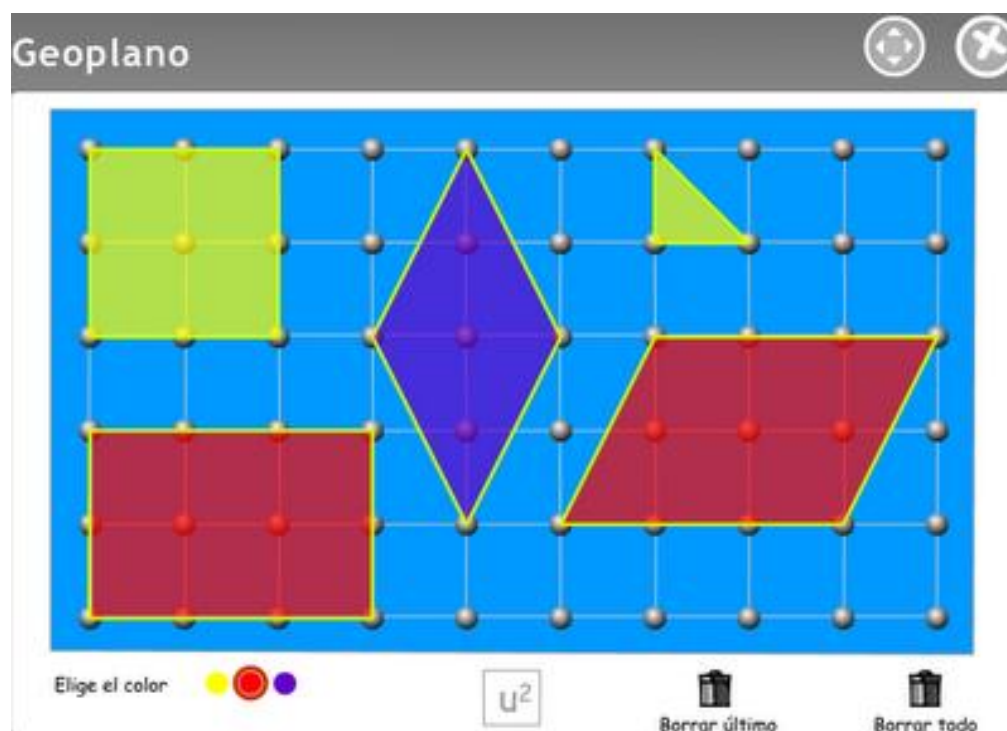 Geoplano
Elige el color
u²
Borrar último
Borrar todo